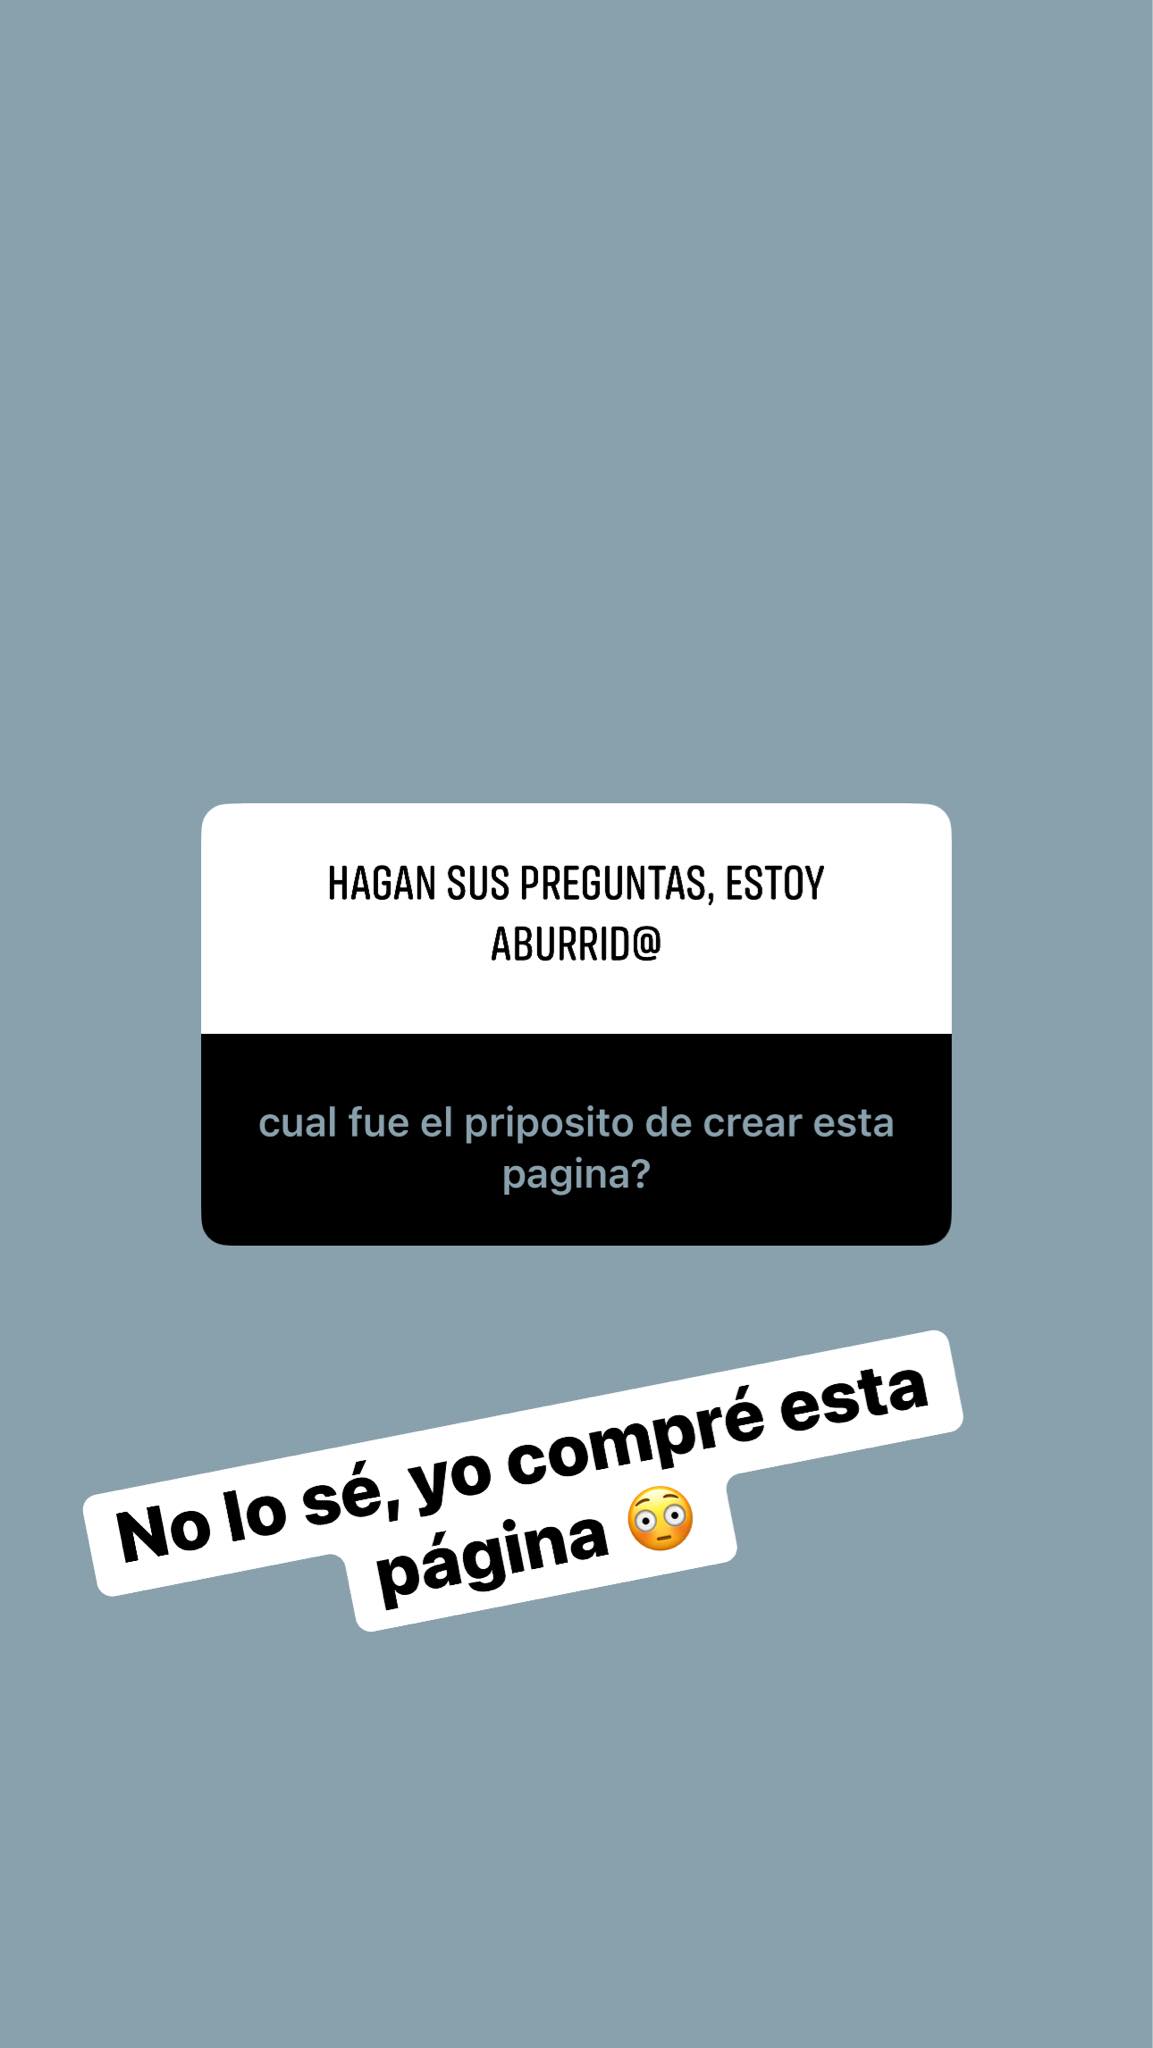 HAGAN SUS PREGUNTAS, ESTOY
ABURRID@
cual fue el priposito de crear esta
pagina?
No lo sé, yo compré esta
página 😳